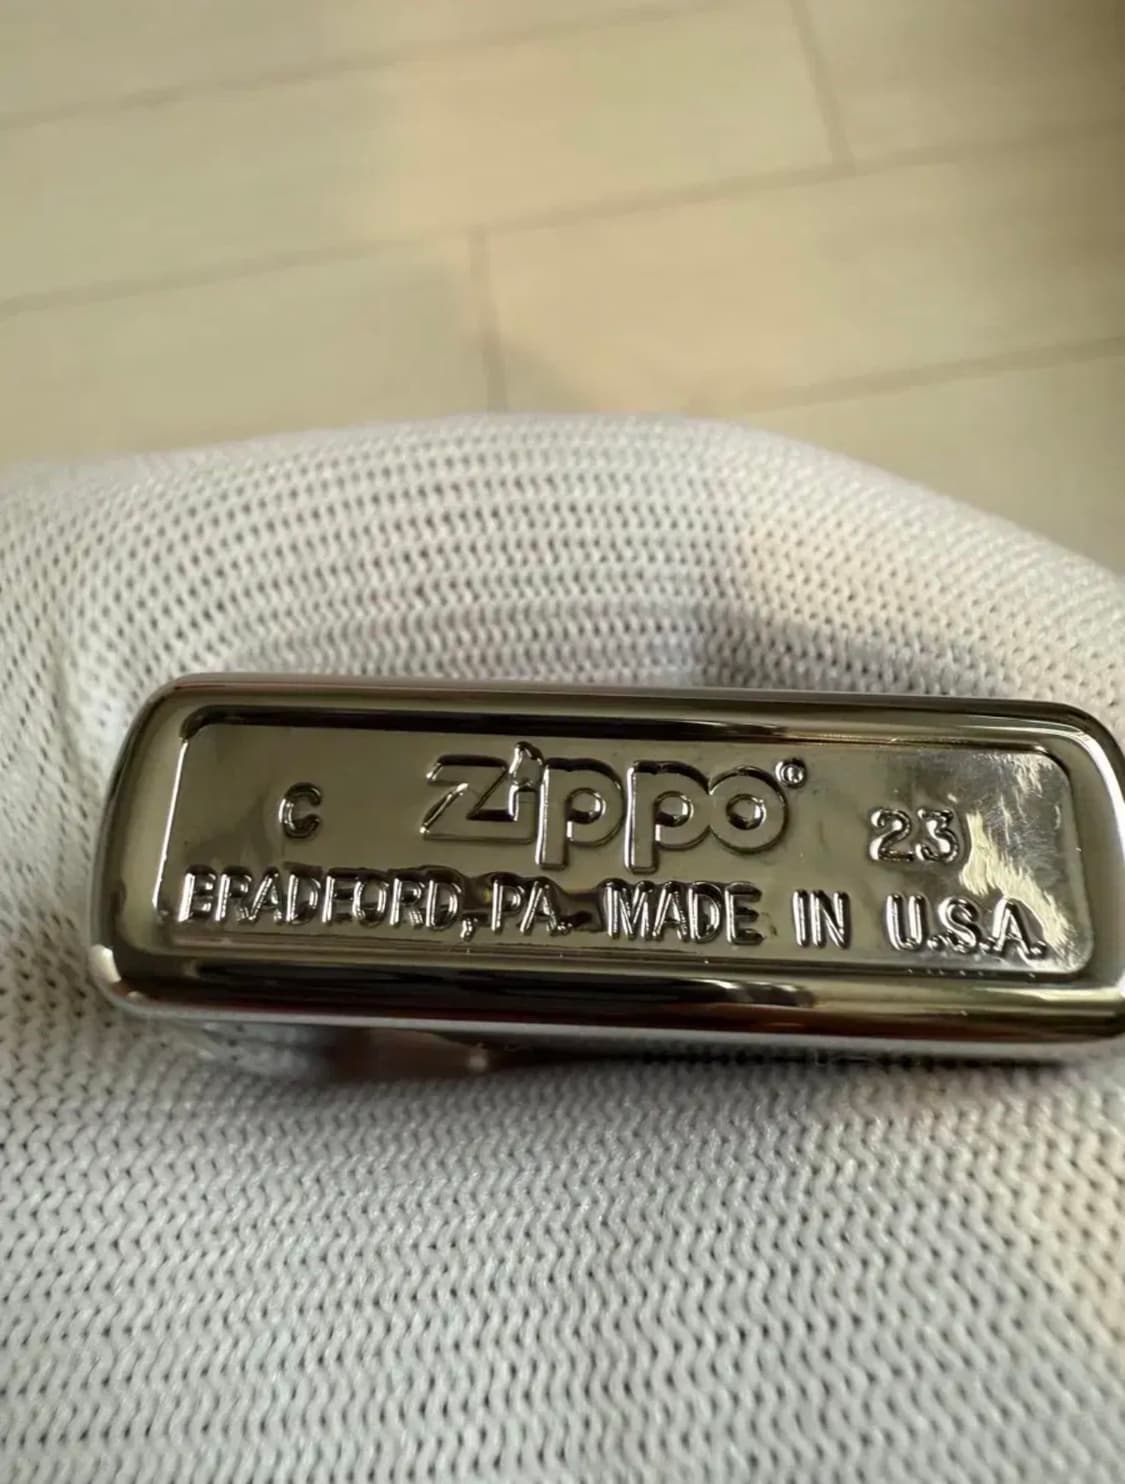 C Zippo® 23
BRADFORD, PA. MADE IN U.S.A.